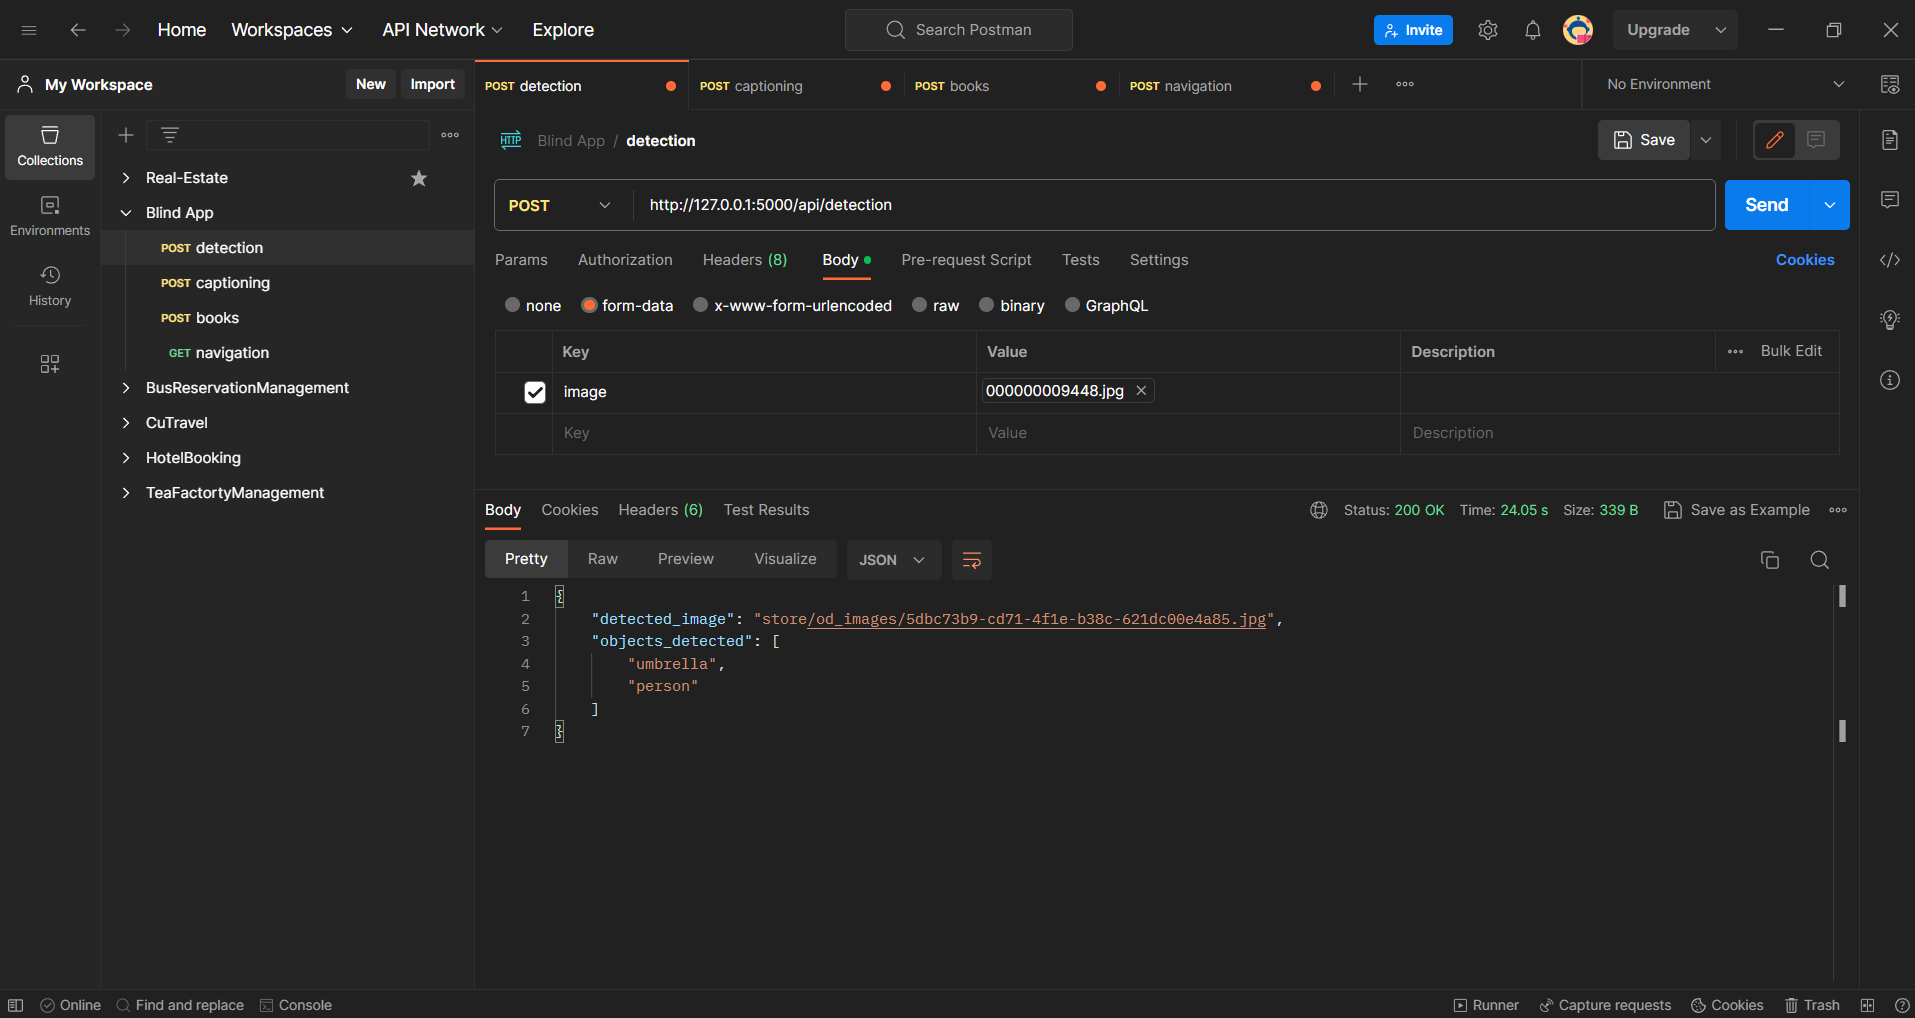 Home Workspaces API Network Explore Search Postman Invite Upgrade
My Workspace New Import POST detection POST captioning POST books POST navigation No Environment
Collections
Environments
History
Real-Estate
Blind App
POST detection
POST captioning
POST books
GET navigation
BusReservationManagement
CuTravel
HotelBooking
TeaFactortyManagement
HTTP Blind App / detection Save
POST http://127.0.0.1:5000/api/detection Send
Params Authorization Headers (8) Body Pre-request Script Tests Settings Cookies
none form-data x-www-form-urlencoded raw binary GraphQL
Key Value Description Bulk Edit
image 000000009448.jpg
Key Value Description
Body Cookies Headers (6) Test Results Status: 200 OK Time: 24.05 s Size: 339 B Save as Example
Pretty Raw Preview Visualize JSON
1 {
2 "detected_image": "store/od_images/5dbc73b9-cd71-4f1e-b38c-621dc00e4a85.jpg",
3 "objects_detected": [
4 "umbrella",
5 "person"
6 ]
7 }
Online Find and replace Console Runner Capture requests Cookies Trash